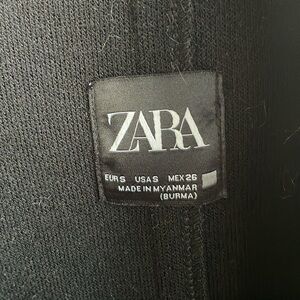 ZARA
EUR S USA S MEX 26
MADE IN MYANMAR
(BURMA)